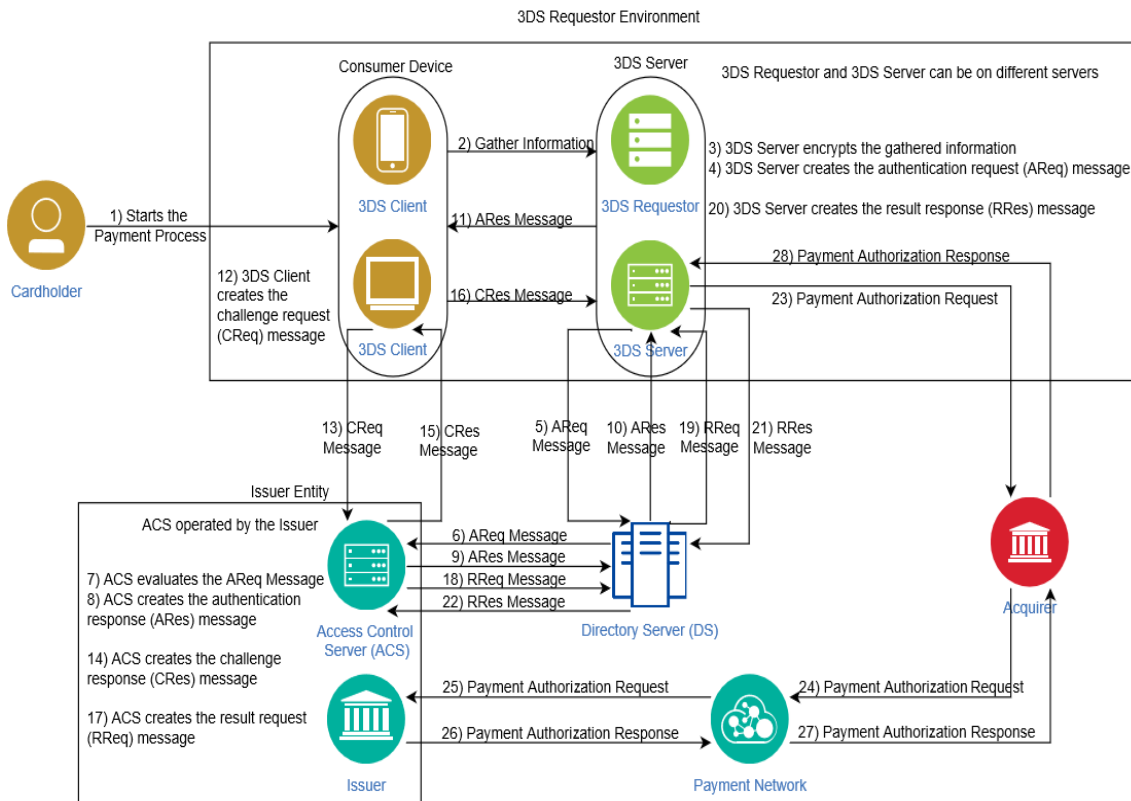 3DS Requestor Environment
Consumer Device
3DS Server
3DS Requestor and 3DS Server can be on different servers
2) Gather Information
3) 3DS Server encrypts the gathered information
4) 3DS Server creates the authentication request (AReq) message
3DS Client
3DS Requestor
20) 3DS Server creates the result response (RRes) message
1) Starts the
Payment Process
11) ARes Message
Cardholder
28) Payment Authorization Response
12) 3DS Client
creates the
challenge request
(CReq) message
16) CRes Message
23) Payment Authorization Request
3DS Client
3DS Server
13) CReq
Message
15) CRes
Message
5) AReq
Message
10) ARes
Message
19) RReq
Message
21) RRes
Message
Issuer Entity
ACS operated by the Issuer
6) AReq Message
9) ARes Message
18) RReq Message
22) RRes Message
7) ACS evaluates the AReq Message
8) ACS creates the authentication
response (ARes) message
Access Control
Server (ACS)
Directory Server (DS)
Acquirer
14) ACS creates the challenge
response (CRes) message
17) ACS creates the result request
(RReq) message
25) Payment Authorization Request
24) Payment Authorization Request
26) Payment Authorization Response
27) Payment Authorization Response
Issuer
Payment Network